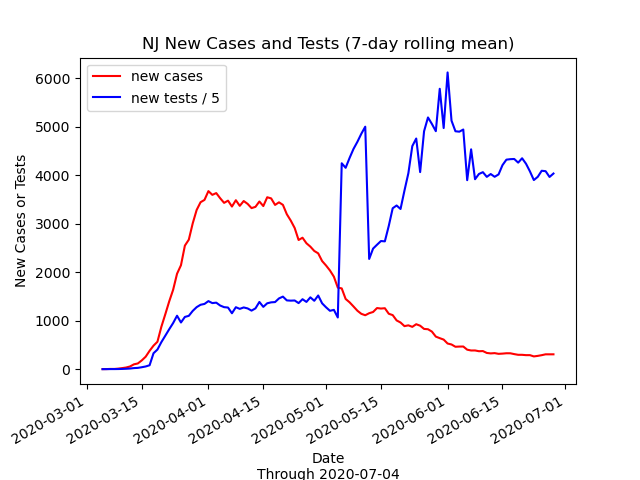 NJ New Cases and Tests (7-day rolling mean)
new cases
new tests / 5
6000
5000
4000
3000
2000
1000
0
New Cases or Tests
2020-03-01
2020-03-15
2020-04-01
2020-04-15
2020-05-01
2020-05-15
2020-06-01
2020-06-15
2020-07-01
Date
Through 2020-07-04